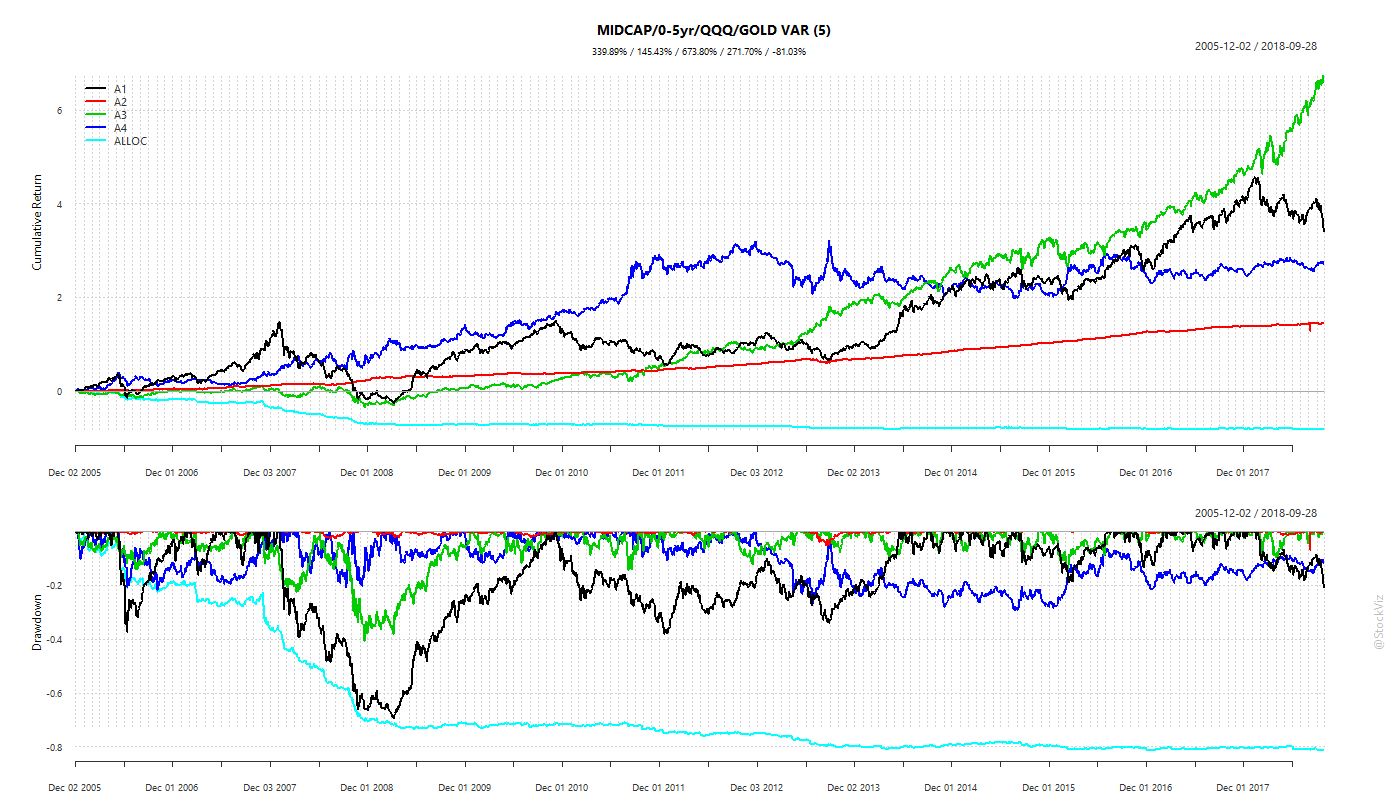 MIDCAP/0-5yr/QQQ/GOLD VAR (5)
339.89% / 145.43% / 673.80% / 271.70% / -81.03%
2005-12-02 / 2018-09-28
A1
A2
A3
A4
ALLOC
Cumulative Return
6
4
2
0
Dec 02 2005 Dec 01 2006 Dec 03 2007 Dec 01 2008 Dec 01 2009 Dec 01 2010 Dec 01 2011 Dec 03 2012 Dec 02 2013 Dec 01 2014 Dec 01 2015 Dec 01 2016 Dec 01 2017
2005-12-02 / 2018-09-28
Drawdown
-0.2
-0.4
-0.6
-0.8
Dec 02 2005 Dec 01 2006 Dec 03 2007 Dec 01 2008 Dec 01 2009 Dec 01 2010 Dec 01 2011 Dec 03 2012 Dec 02 2013 Dec 01 2014 Dec 01 2015 Dec 01 2016 Dec 01 2017
@StockViz